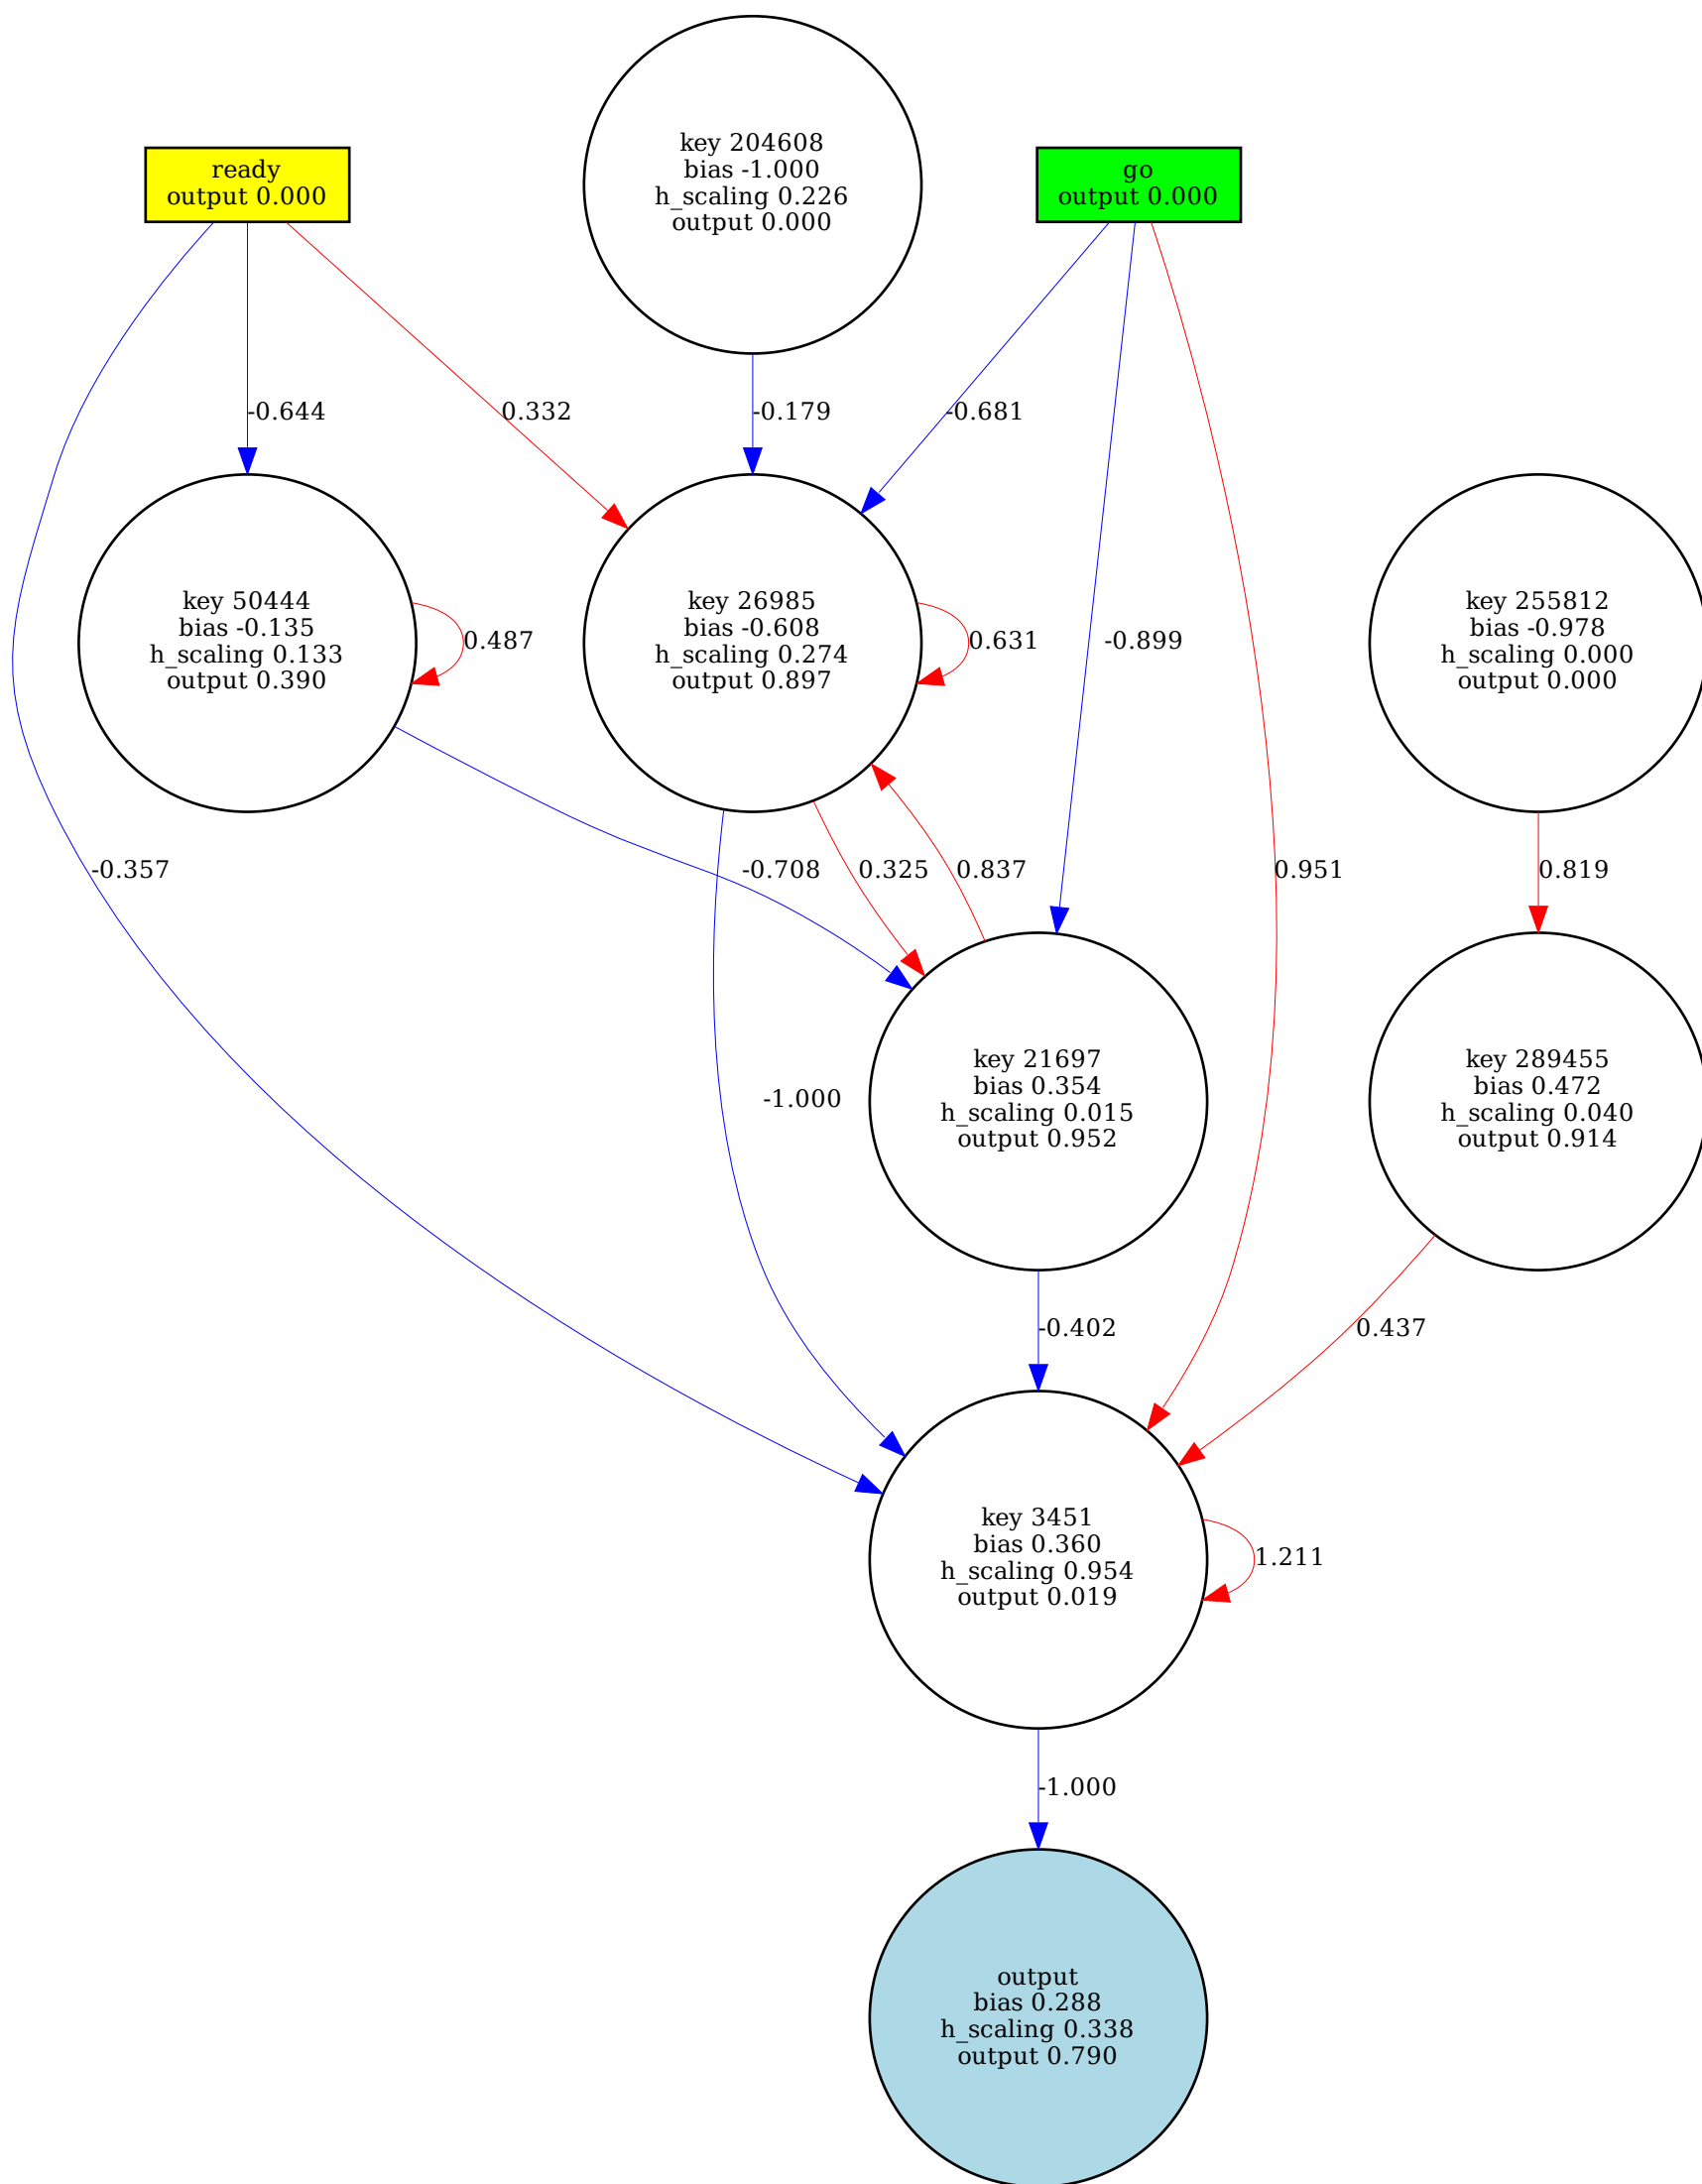 key 204608
bias -1.000
h_scaling 0.226
output 0.000
ready
output 0.000
go
output 0.000
-0.644
0.332
-0.179
-0.681
key 50444
bias -0.135
h_scaling 0.133
output 0.390
0.487
key 26985
bias -0.608
h_scaling 0.274
output 0.897
0.631
-0.899
key 255812
bias -0.978
h_scaling 0.000
output 0.000
-0.357
-0.708
0.325
0.837
0.951
0.819
-1.000
key 21697
bias 0.354
h_scaling 0.015
output 0.952
key 289455
bias 0.472
h_scaling 0.040
output 0.914
-0.402
0.437
key 3451
bias 0.360
h_scaling 0.954
output 0.019
1.211
-1.000
output
bias 0.288
h_scaling 0.338
output 0.790